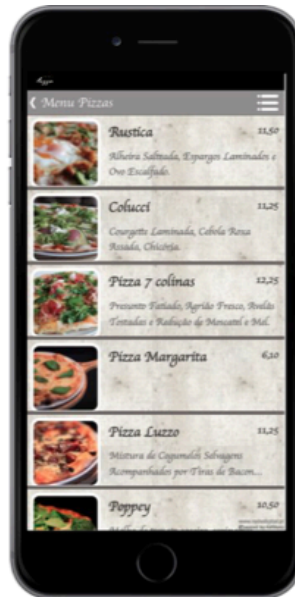 Menu Pizzas
Rustica 11,50
Alheira Salteada, Espargos Laminados e
Ovo Escalfado.
Colucci 11,25
Courgette Laminada, Cebola Roxa
Assada, Chicória.
Pizza 7 colinas 12,25
Presunto Fatiado, Agrião Fresco, Avelãs
Tostadas e Redução de Moscatel e Mel.
Pizza Margarita 6,10
Pizza Luzzo 11,25
Mistura de Cogumelos Selvagens
Acompanhados por Tiras de Bacon...
Poppey 10,50